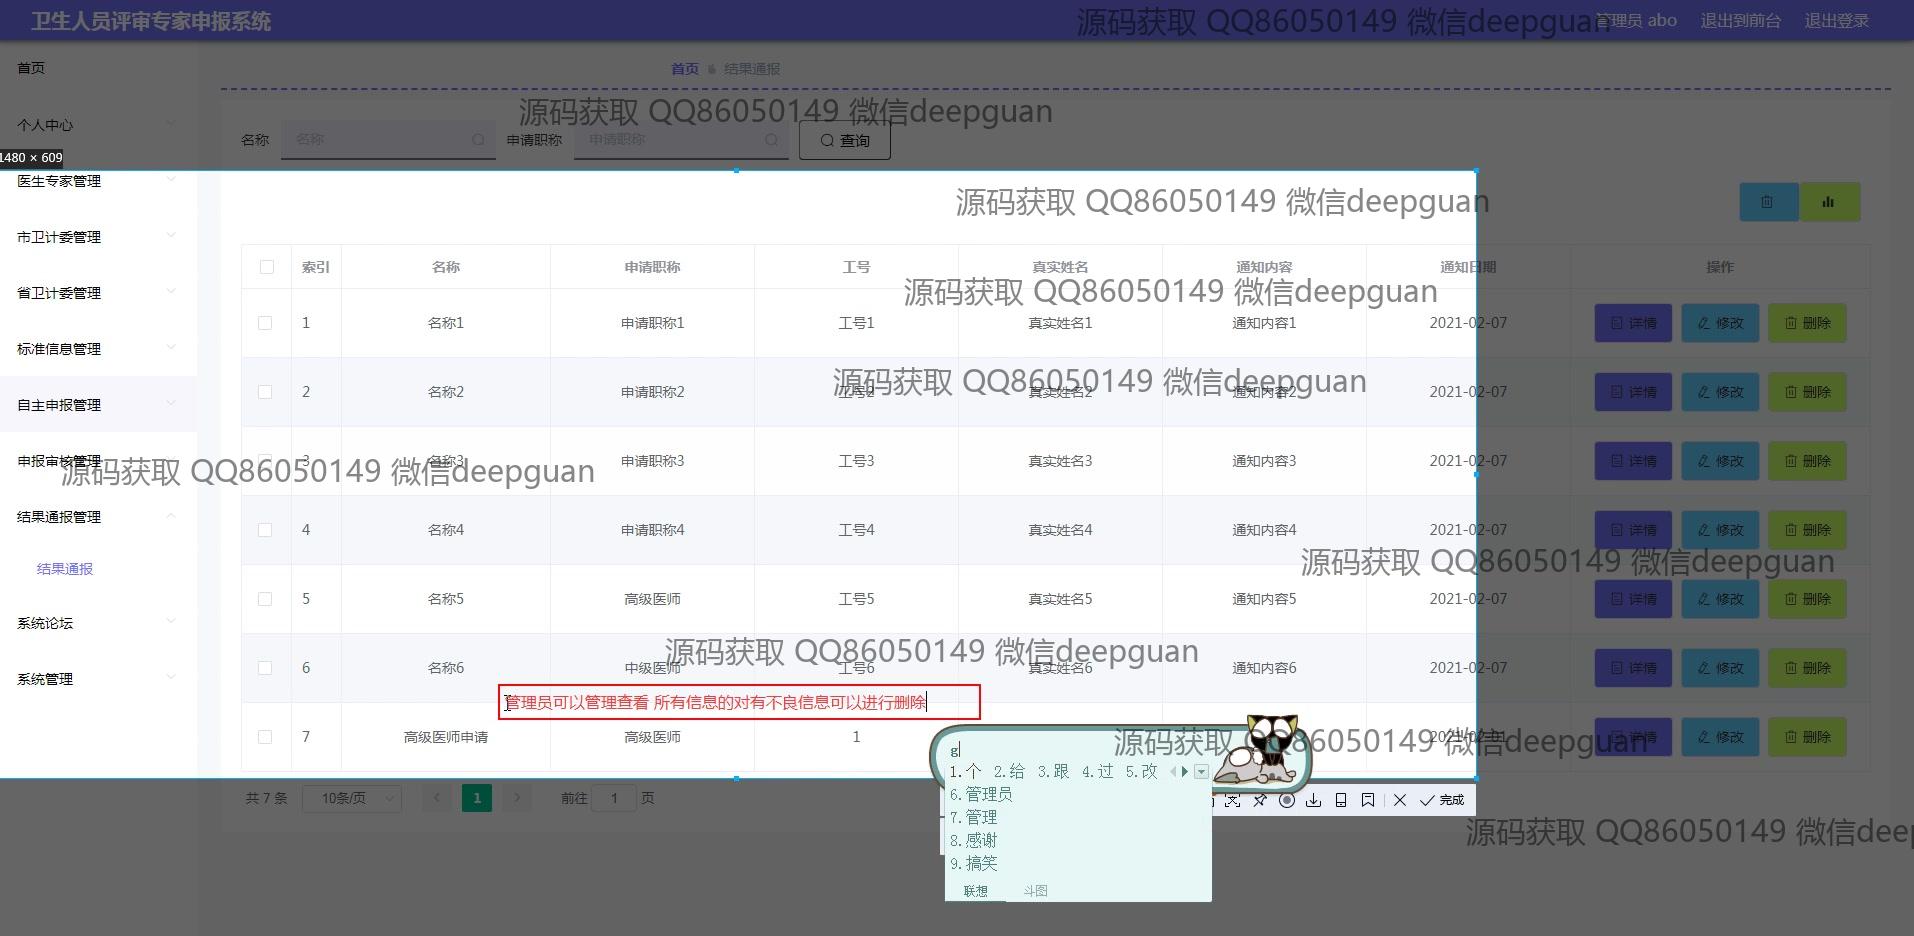 卫生人员评审专家申报系统
源码获取 QQ86050149 微信deepguan
管理员 abo 退出到前台 退出登录
首页
首页 结果通报
源码获取 QQ86050149 微信deepguan
个人中心
名称 名称 申请职称 申请职称 查询
1480 × 609
医生专家管理
源码获取 QQ86050149 微信deepguan
市卫计委管理
索引 名称 申请职称 工号 真实姓名 通知内容 通知日期 操作
省卫计委管理
源码获取 QQ86050149 微信deepguan
1 名称1 申请职称1 工号1 真实姓名1 通知内容1 2021-02-07 详情 修改 删除
标准信息管理
源码获取 QQ86050149 微信deepguan
2 名称2 申请职称2 工号2 真实姓名2 通知内容2 2021-02-07 详情 修改 删除
自主申报管理
申报审核管理
3 名称3 申请职称3 工号3 真实姓名3 通知内容3 2021-02-07 详情 修改 删除
源码获取 QQ86050149 微信deepguan
结果通报管理
4 名称4 申请职称4 工号4 真实姓名4 通知内容4 2021-02-07 详情 修改 删除
源码获取 QQ86050149 微信deepguan
结果通报
5 名称5 高级医师 工号5 真实姓名5 通知内容5 2021-02-07 详情 修改 删除
系统论坛
源码获取 QQ86050149 微信deepguan
6 名称6 中级医师 工号6 真实姓名6 通知内容6 2021-02-07 详情 修改 删除
系统管理
管理员可以管理查看 所有信息的对有不良信息可以进行删除
7 高级医师申请 高级医师 1 2021-02-01 详情 修改 删除
源码获取 QQ86050149 微信deepguan
g
1.个 2.给 3.跟 4.过 5.改
6.管理员
7.管理
8.感谢
9.搞笑
联想 斗图
共 7 条 10条/页 1 前往 1 页
完成
源码获取 QQ86050149 微信deep